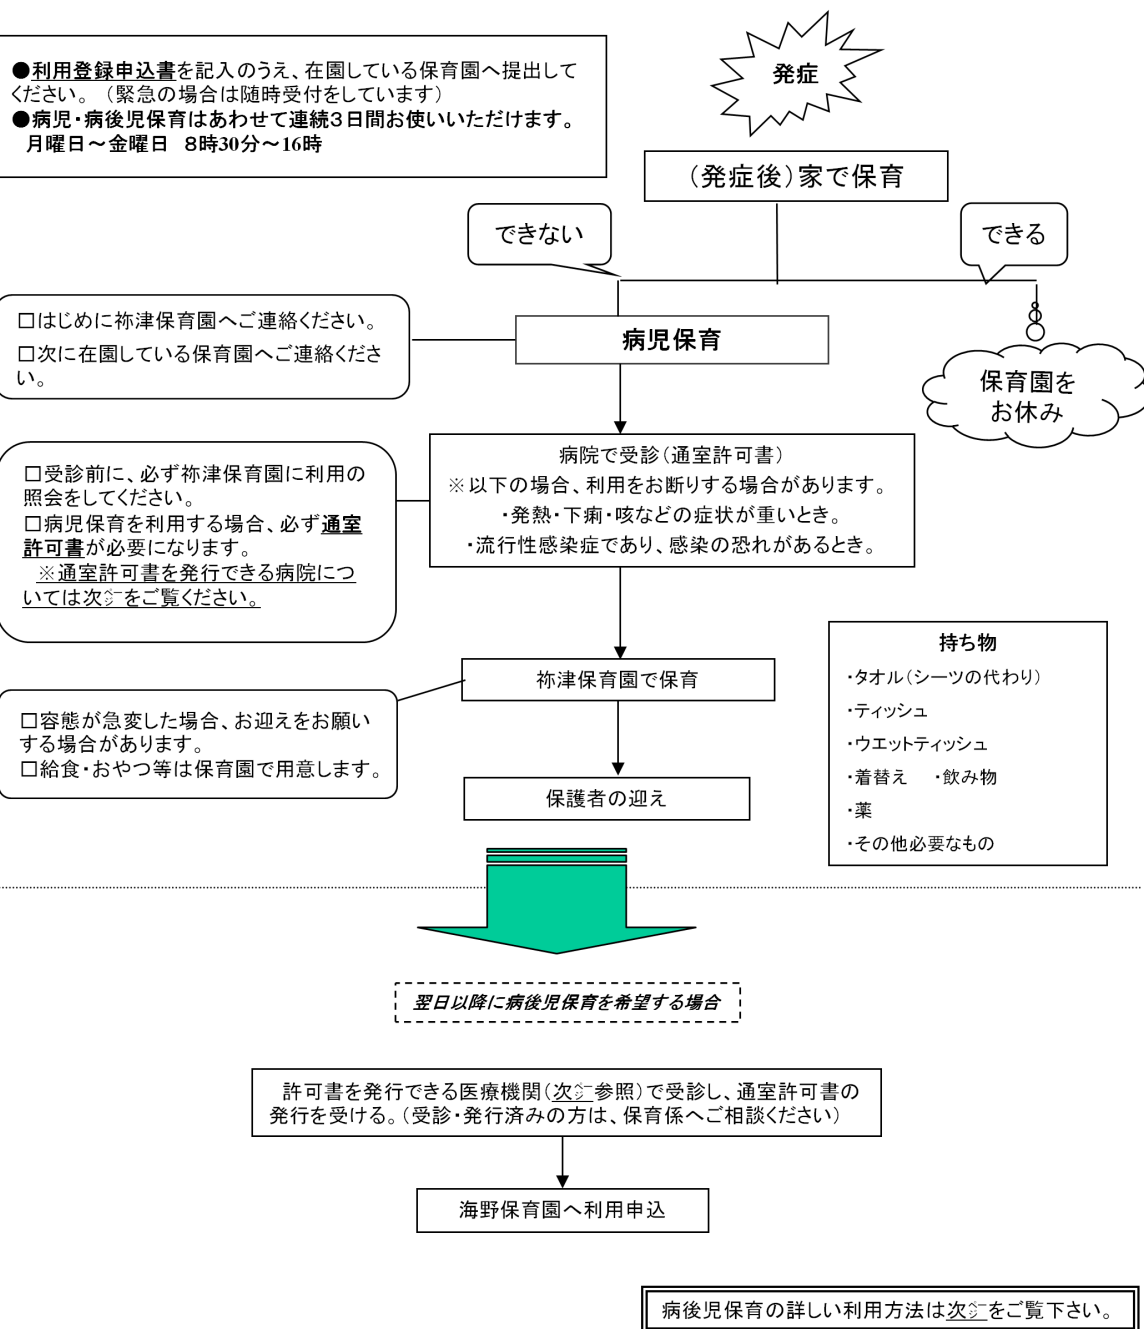 ●利用登録申込書を記入のうえ、在園している保育園へ提出して
ください。（緊急の場合は随時受付をしています）
●病児・病後児保育はあわせて連続３日間お使いいただけます。
月曜日～金曜日　８時30分～16時
発症
（発症後）家で保育
できない
できる
□はじめに祢津保育園へご連絡ください。
□次に在園している保育園へご連絡くださ
い。
病児保育
保育園を
お休み
□受診前に、必ず祢津保育園に利用の
照会をしてください。
□病児保育を利用する場合、必ず通室
許可書が必要になります。
※通室許可書を発行できる病院につ
いては次ページをご覧ください。
病院で受診（通室許可書）
※以下の場合、利用をお断りする場合があります。
・発熱・下痢・咳などの症状が重いとき。
・流行性感染症であり、感染の恐れがあるとき。
祢津保育園で保育
□容態が急変した場合、お迎えをお願い
する場合があります。
□給食・おやつ等は保育園で用意します。
保護者の迎え
持ち物
・タオル（シーツの代わり）
・ティッシュ
・ウエットティッシュ
・着替え　・飲み物
・薬
・その他必要なもの
翌日以降に病後児保育を希望する場合
許可書を発行できる医療機関（次ページ参照）で受診し、通室許可書の
発行を受ける。（受診・発行済みの方は、保育係へご相談ください）
海野保育園へ利用申込
病後児保育の詳しい利用方法は次ページをご覧下さい。